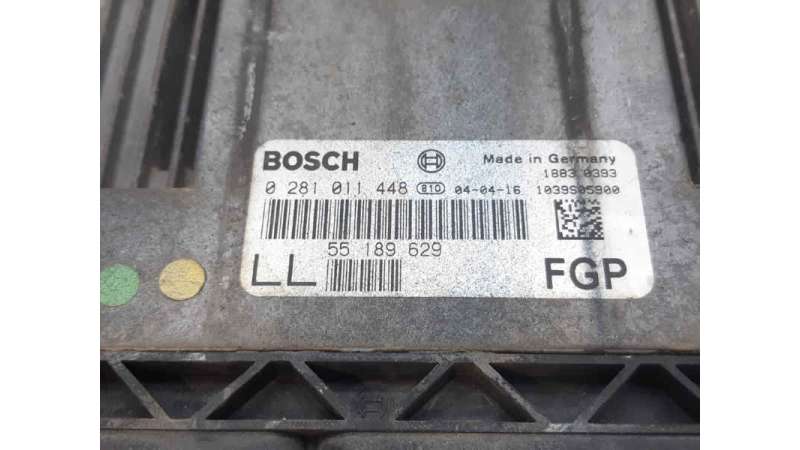 BOSCH Made in Germany
1883 0393
0 281 011 448 810 04-04-16 1039S05900
55 189 629
LL FGP